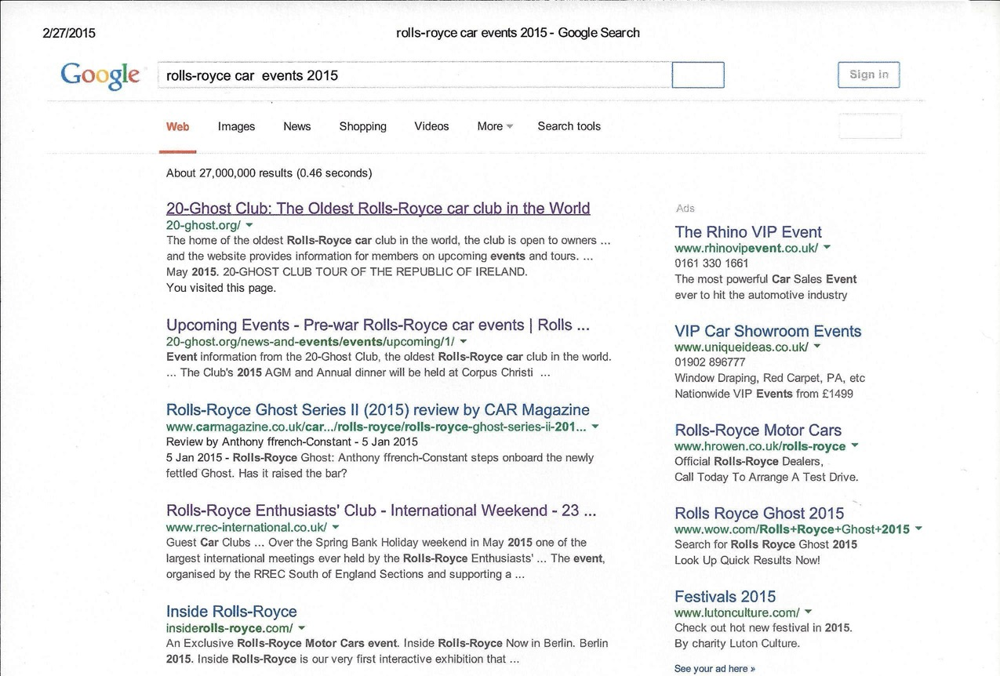 2/27/2015
rolls-royce car events 2015 - Google Search
Google
rolls-royce car  events 2015
Sign in
Web
Images
News
Shopping
Videos
More
Search tools
About 27,000,000 results (0.46 seconds)
20-Ghost Club: The Oldest Rolls-Royce car club in the World
20-ghost.org/
The home of the oldest Rolls-Royce car club in the world, the club is open to owners ...
and the website provides information for members on upcoming events and tours. ...
May 2015. 20-GHOST CLUB TOUR OF THE REPUBLIC OF IRELAND.
You visited this page.
Upcoming Events - Pre-war Rolls-Royce car events | Rolls ...
20-ghost.org/news-and-events/events/upcoming/1/
Event information from the 20-Ghost Club, the oldest Rolls-Royce car club in the world.
... The Club's 2015 AGM and Annual dinner will be held at Corpus Christi ...
Rolls-Royce Ghost Series II (2015) review by CAR Magazine
www.carmagazine.co.uk/car.../rolls-royce/rolls-royce-ghost-series-ii-201...
Review by Anthony ffrench-Constant - 5 Jan 2015
5 Jan 2015 - Rolls-Royce Ghost: Anthony ffrench-Constant steps onboard the newly
fettled Ghost. Has it raised the bar?
Rolls-Royce Enthusiasts' Club - International Weekend - 23 ...
www.rrec-international.co.uk/
Guest Car Clubs ... Over the Spring Bank Holiday weekend in May 2015 one of the
largest international meetings ever held by the Rolls-Royce Enthusiasts' ... The event,
organised by the RREC South of England Sections and supporting a ...
Inside Rolls-Royce
insiderolls-royce.com/
An Exclusive Rolls-Royce Motor Cars event. Inside Rolls-Royce Now in Berlin. Berlin
2015. Inside Rolls-Royce is our very first interactive exhibition that ...
Ads
The Rhino VIP Event
www.rhinovipevent.co.uk/
0161 330 1661
The most powerful Car Sales Event
ever to hit the automotive industry
VIP Car Showroom Events
www.uniqueideas.co.uk/
01902 896777
Window Draping, Red Carpet, PA, etc
Nationwide VIP Events from £1499
Rolls-Royce Motor Cars
www.hrowen.co.uk/rolls-royce
Official Rolls-Royce Dealers,
Call Today To Arrange A Test Drive.
Rolls Royce Ghost 2015
www.wow.com/Rolls+Royce+Ghost+2015
Search for Rolls Royce Ghost 2015
Look Up Quick Results Now!
Festivals 2015
www.lutonculture.com/
Check out hot new festival in 2015.
By charity Luton Culture.
See your ad here »